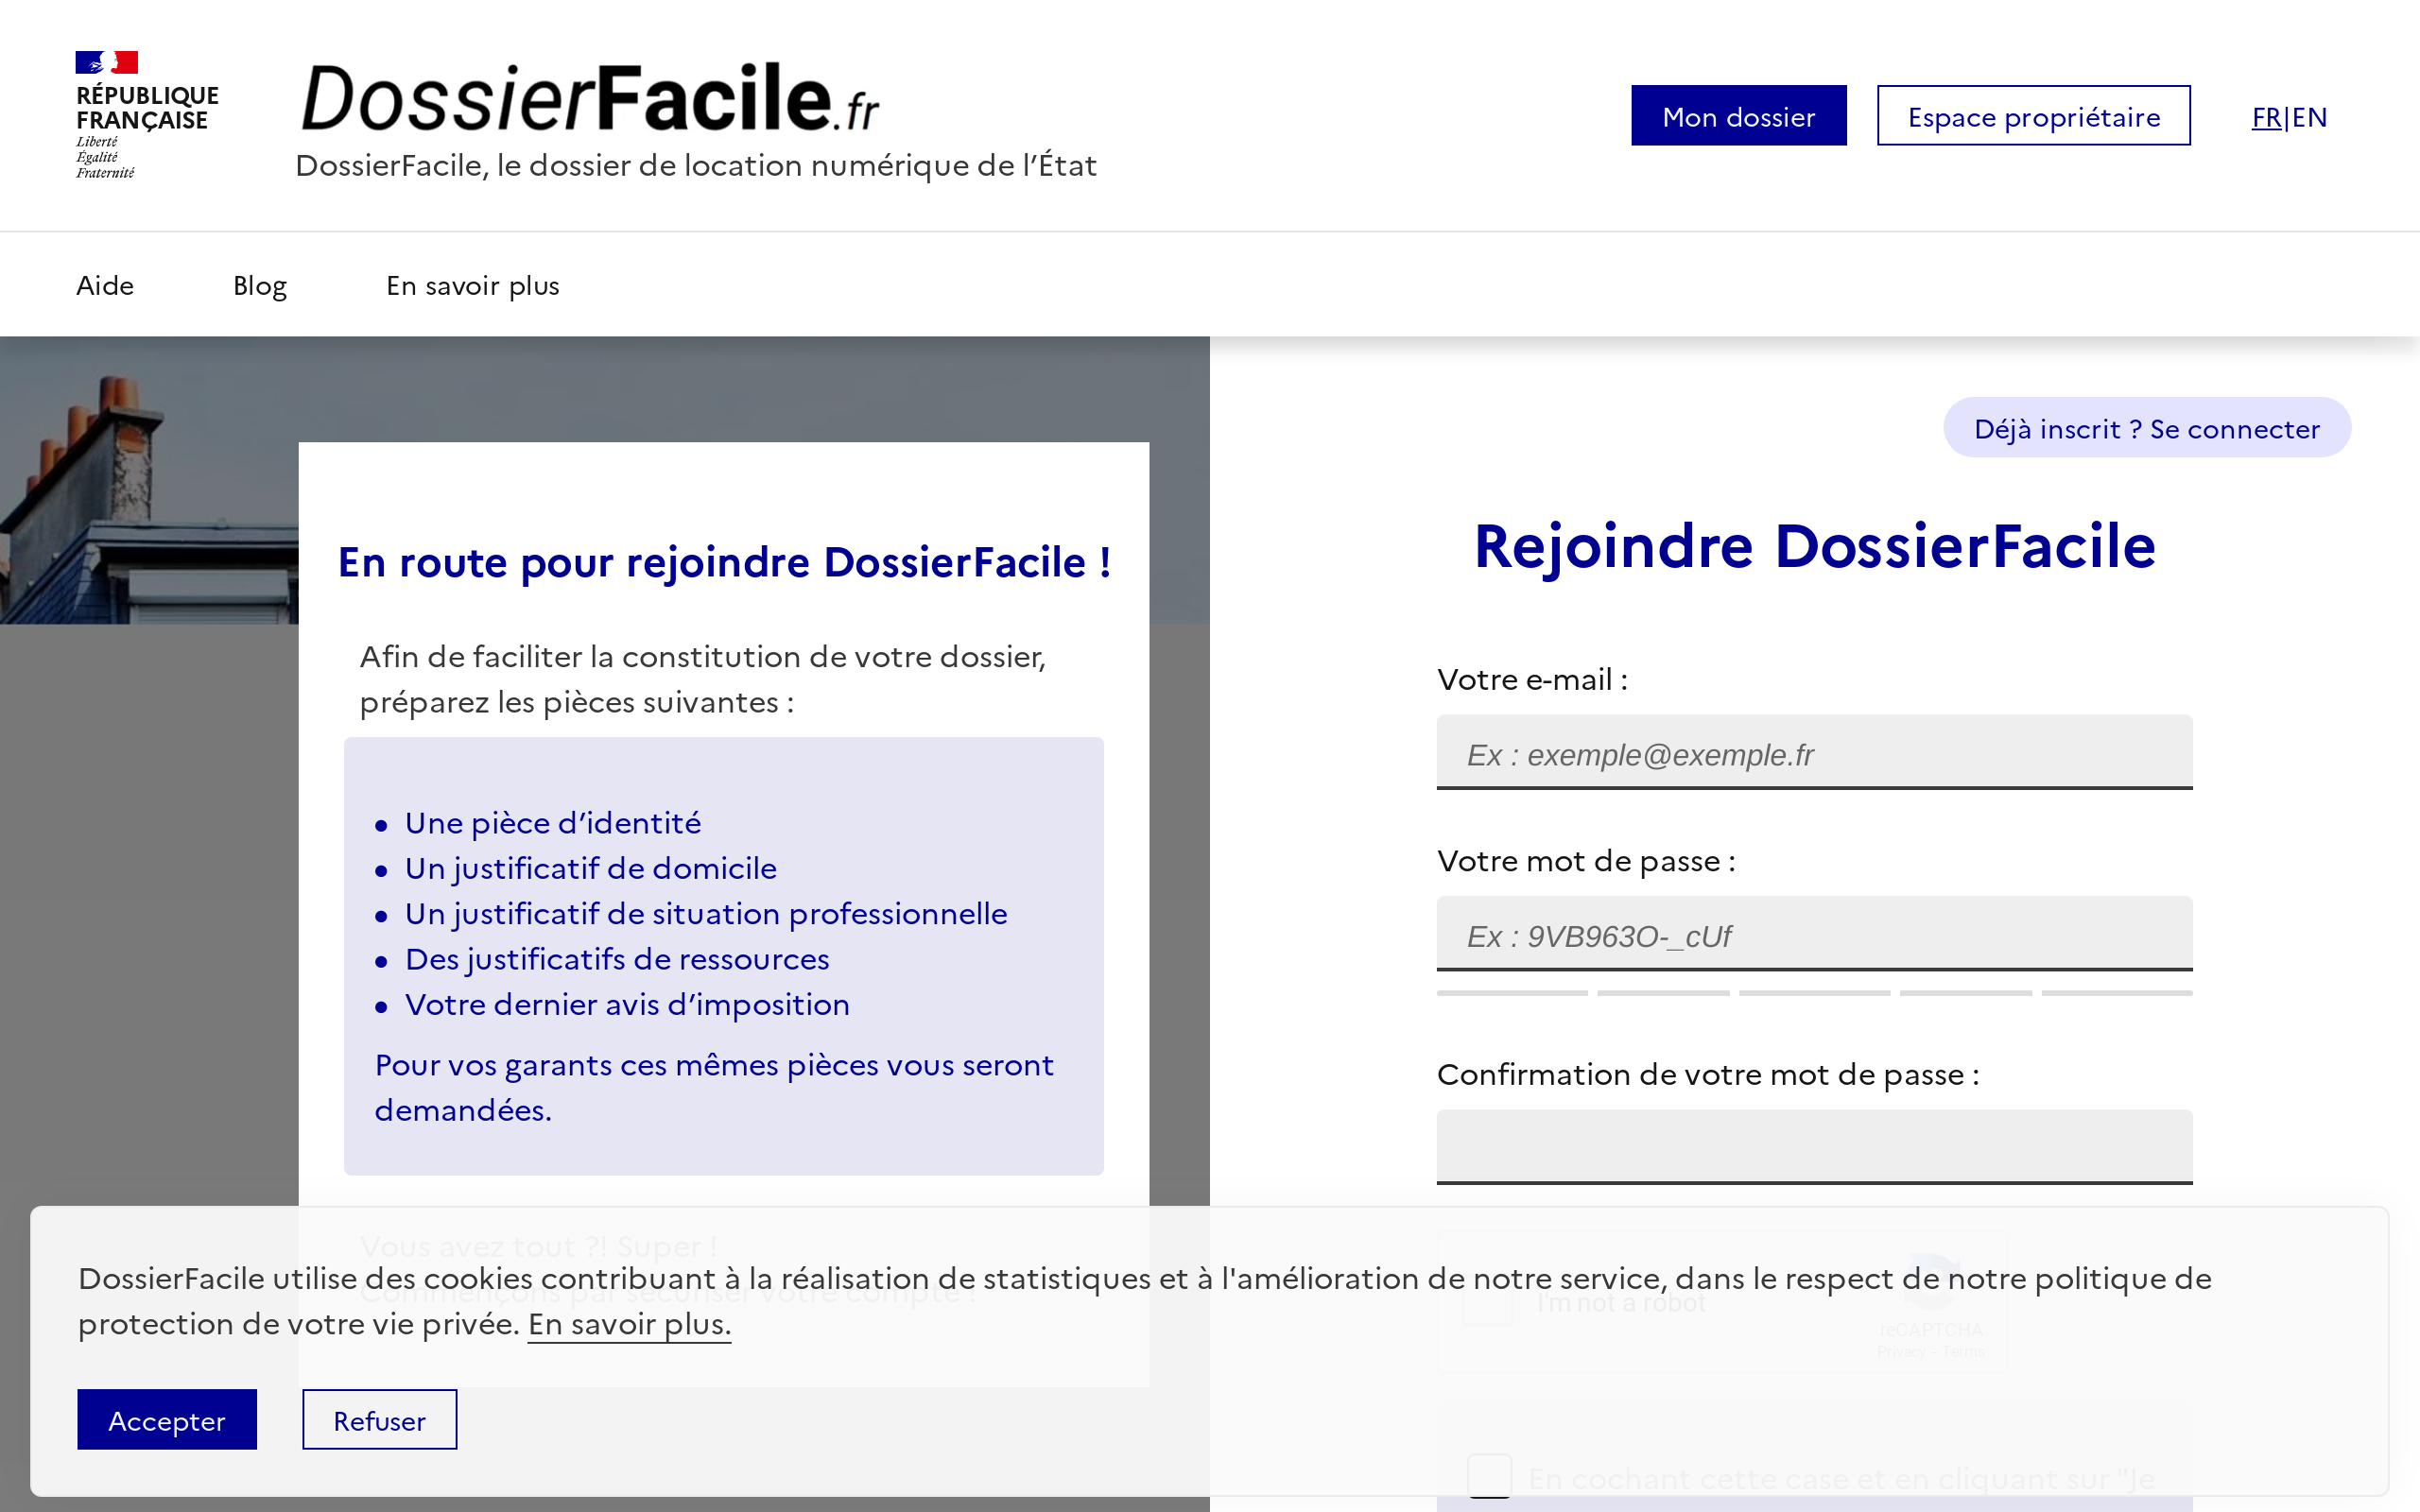 RÉPUBLIQUE
FRANÇAISE
Liberté
Égalité
Fraternité
DossierFacile.fr
DossierFacile, le dossier de location numérique de l’État
Mon dossier
Espace propriétaire
FR|EN
Aide
Blog
En savoir plus
En route pour rejoindre DossierFacile !
Afin de faciliter la constitution de votre dossier,
préparez les pièces suivantes :
Une pièce d’identité
Un justificatif de domicile
Un justificatif de situation professionnelle
Des justificatifs de ressources
Votre dernier avis d’imposition
Pour vos garants ces mêmes pièces vous seront
demandées.
Vous avez tout ?! Super !
Commençons par sécuriser votre compte !
Déjà inscrit ? Se connecter
Rejoindre DossierFacile
Votre e-mail :
Ex : exemple@exemple.fr
Votre mot de passe :
Ex : 9VB963O-_cUf
Confirmation de votre mot de passe :
I'm not a robot
reCAPTCHA
Privacy - Terms
En cochant cette case et en cliquant sur "Je
DossierFacile utilise des cookies contribuant à la réalisation de statistiques et à l'amélioration de notre service, dans le respect de notre politique de
protection de votre vie privée. En savoir plus.
Accepter
Refuser